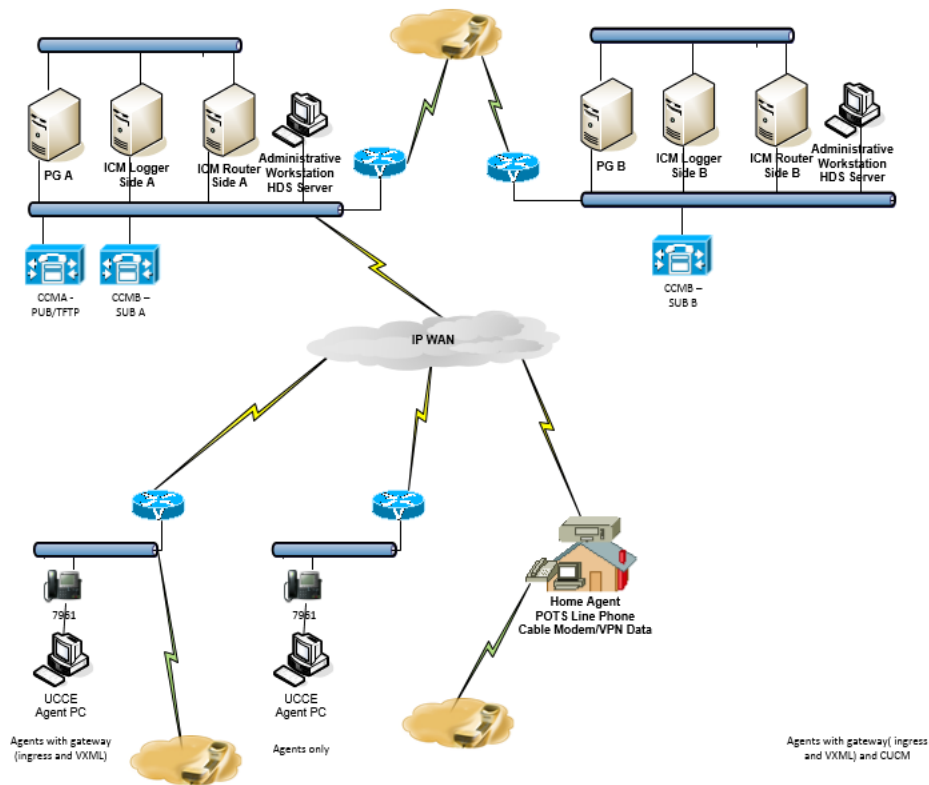 PG A
ICM Logger
Side A
ICM Router
Side A
Administrative
Workstation
HDS Server
PG B
ICM Logger
Side B
ICM Router
Side B
Administrative
Workstation
HDS Server
CCMA -
PUB/TFTP
CCMB –
SUB A
CCMB –
SUB B
IP WAN
7961
UCCE
Agent PC
Agents with gateway
(ingress and VXML)
7961
UCCE
Agent PC
Agents only
Home Agent
POTS Line Phone
Cable Modem/VPN Data
Agents with gateway( ingress
and VXML) and CUCM